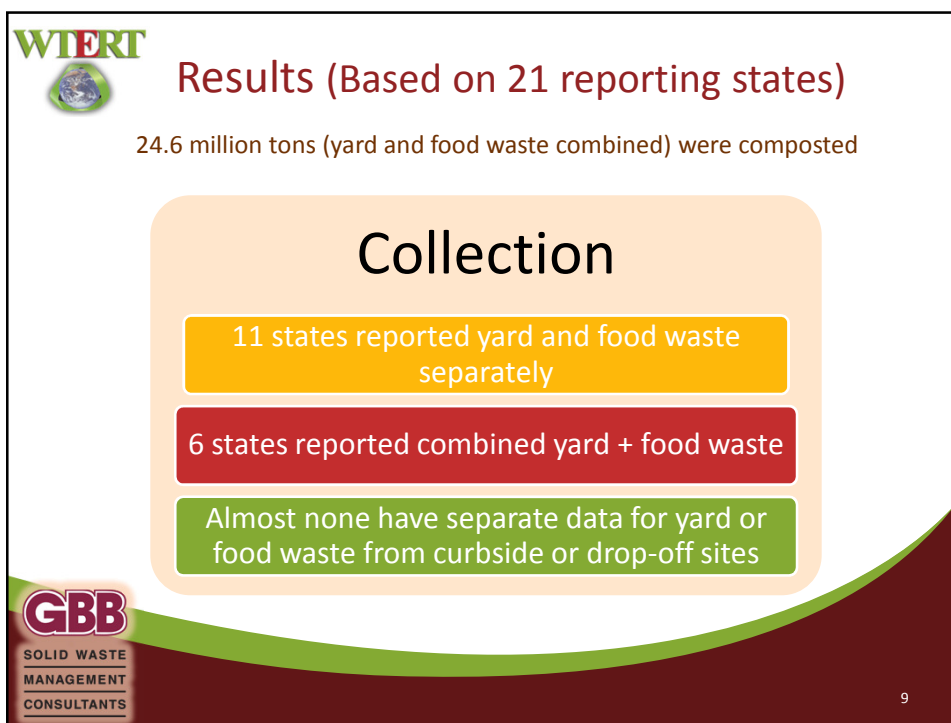 WTERT
Results (Based on 21 reporting states)
24.6 million tons (yard and food waste combined) were composted
Collection
11 states reported yard and food waste
separately
6 states reported combined yard + food waste
Almost none have separate data for yard or
food waste from curbside or drop-off sites
GBB
SOLID WASTE
MANAGEMENT
CONSULTANTS
9